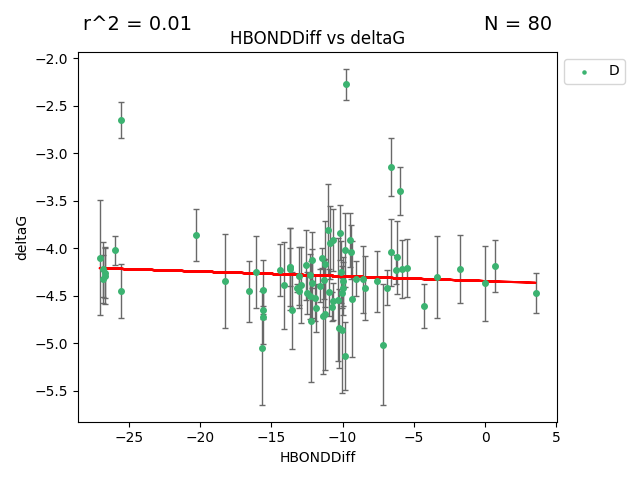 r^2 = 0.01
N = 80
HBONDDiff vs deltaG
D
−2.0
−2.5
−3.0
−3.5
−4.0
−4.5
−5.0
−5.5
deltaG
−25
−20
−15
−10
−5
0
5
HBONDDiff